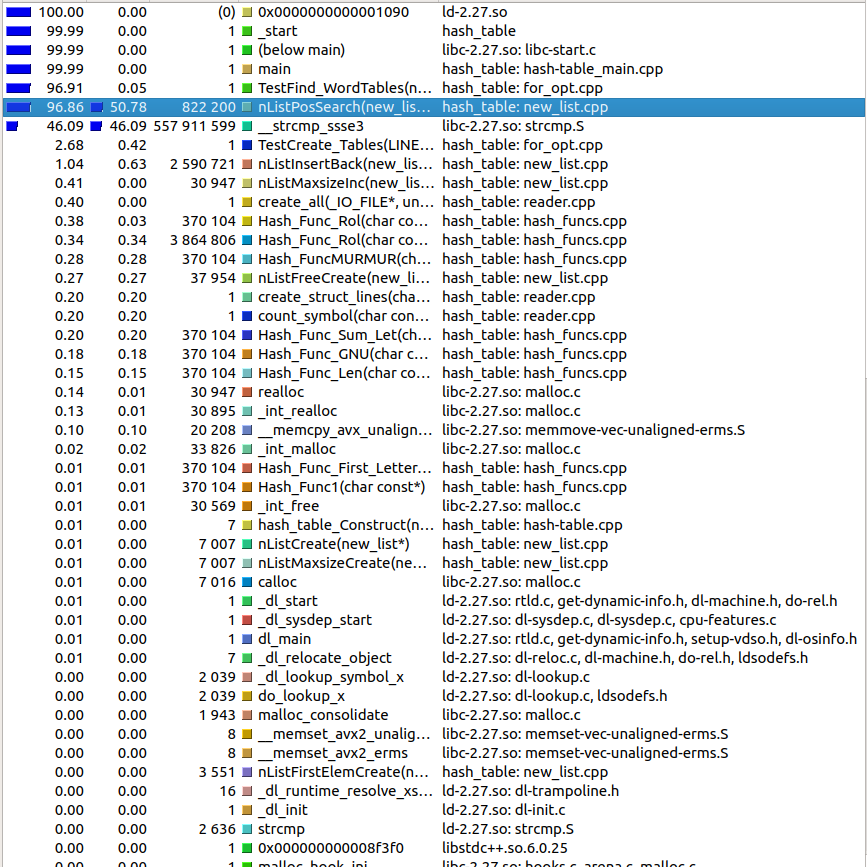 100.00 0.00 (0) 0x0000000000001090 ld-2.27.so
99.99 0.00 1 _start hash_table
99.99 0.00 1 (below main) libc-2.27.so: libc-start.c
99.99 0.00 1 main hash_table: hash-table_main.cpp
96.91 0.05 1 TestFind_WordTables(n... hash_table: for_opt.cpp
96.86 50.78 822 200 nListPosSearch(new_lis... hash_table: new_list.cpp
46.09 46.09 557 911 599 __strcmp_ssse3 libc-2.27.so: strcmp.S
2.68 0.42 1 TestCreate_Tables(LINE... hash_table: for_opt.cpp
1.04 0.63 2 590 721 nListInsertBack(new_lis... hash_table: new_list.cpp
0.41 0.00 30 947 nListMaxsizeInc(new_lis... hash_table: new_list.cpp
0.40 0.00 1 create_all(_IO_FILE*, un... hash_table: reader.cpp
0.38 0.03 370 104 Hash_Func_Rol(char co... hash_table: hash_funcs.cpp
0.34 0.34 3 864 806 Hash_Func_Rol(char co... hash_table: hash_funcs.cpp
0.28 0.28 370 104 Hash_FuncMURMUR(ch... hash_table: hash_funcs.cpp
0.27 0.27 37 954 nListFreeCreate(new_li... hash_table: new_list.cpp
0.20 0.20 1 create_struct_lines(cha... hash_table: reader.cpp
0.20 0.20 1 count_symbol(char con... hash_table: reader.cpp
0.20 0.20 370 104 Hash_Func_Sum_Let(ch... hash_table: hash_funcs.cpp
0.18 0.18 370 104 Hash_Func_GNU(char c... hash_table: hash_funcs.cpp
0.15 0.15 370 104 Hash_Func_Len(char co... hash_table: hash_funcs.cpp
0.14 0.01 30 947 realloc libc-2.27.so: malloc.c
0.13 0.01 30 895 _int_realloc libc-2.27.so: malloc.c
0.10 0.10 20 208 __memcpy_avx_unalign... libc-2.27.so: memmove-vec-unaligned-erms.S
0.02 0.02 33 826 _int_malloc libc-2.27.so: malloc.c
0.01 0.01 370 104 Hash_Func_First_Letter... hash_table: hash_funcs.cpp
0.01 0.01 370 104 Hash_Func1(char const*) hash_table: hash_funcs.cpp
0.01 0.01 30 569 _int_free libc-2.27.so: malloc.c
0.01 0.00 7 hash_table_Construct(n... hash_table: hash-table.cpp
0.01 0.00 7 007 nListCreate(new_list*) hash_table: new_list.cpp
0.01 0.00 7 007 nListMaxsizeCreate(ne... hash_table: new_list.cpp
0.01 0.00 7 016 calloc libc-2.27.so: malloc.c
0.01 0.00 1 _dl_start ld-2.27.so: rtld.c, get-dynamic-info.h, dl-machine.h, do-rel.h
0.01 0.00 1 _dl_sysdep_start ld-2.27.so: dl-sysdep.c, dl-sysdep.c, cpu-features.c
0.01 0.00 1 dl_main ld-2.27.so: rtld.c, get-dynamic-info.h, setup-vdso.h, dl-osinfo.h
0.01 0.00 7 _dl_relocate_object ld-2.27.so: dl-reloc.c, dl-machine.h, do-rel.h, ldsodefs.h
0.00 0.00 2 039 _dl_lookup_symbol_x ld-2.27.so: dl-lookup.c
0.00 0.00 2 039 do_lookup_x ld-2.27.so: dl-lookup.c, ldsodefs.h
0.00 0.00 1 943 malloc_consolidate libc-2.27.so: malloc.c
0.00 0.00 8 __memset_avx2_unalig... libc-2.27.so: memset-vec-unaligned-erms.S
0.00 0.00 8 __memset_avx2_erms libc-2.27.so: memset-vec-unaligned-erms.S
0.00 0.00 3 551 nListFirstElemCreate(n... hash_table: new_list.cpp
0.00 0.00 16 _dl_runtime_resolve_xs... ld-2.27.so: dl-trampoline.h
0.00 0.00 1 _dl_init ld-2.27.so: dl-init.c
0.00 0.00 2 636 strcmp ld-2.27.so: strcmp.S
0.00 0.00 1 0x000000000008f3f0 libstdc++.so.6.0.25
0.00 0.00 1 malloc_hook_ini libc-2.27.so: hooks.c, arena.c, malloc.c